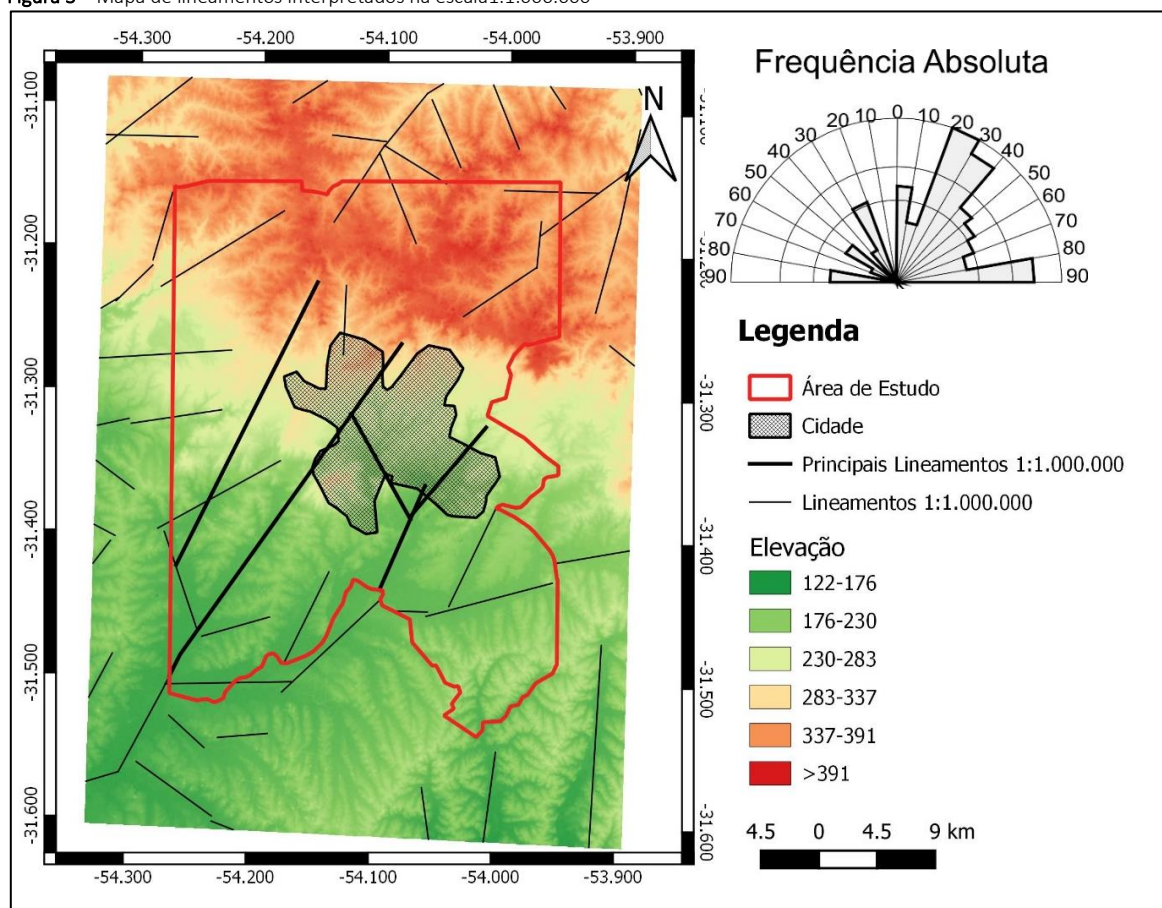 Figura 3 – Mapa de lineamentos interpretados na escala1:1.000.000
-54.300 -54.200 -54.100 -54.000 -53.900
-31.100
-31.200
-31.300
-31.400
-31.500
-31.600
N
-31.300
-31.400
-31.500
-31.600
-54.300 -54.200 -54.100 -54.000 -53.900
Frequência Absoluta
90 80 70 60 50 40 30 20 10 0 10 20 30 40 50 60 70 80 90
Legenda
Área de Estudo
Cidade
Principais Lineamentos 1:1.000.000
Lineamentos 1:1.000.000
Elevação
122-176
176-230
230-283
283-337
337-391
>391
4.5 0 4.5 9 km